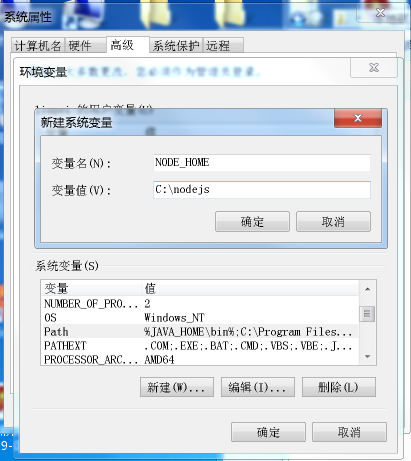 系统属性
计算机名 硬件 高级 系统保护 远程
环境变量
新建系统变量
变量名(N): NODE_HOME
变量值(V): C:\nodejs
确定 取消
系统变量(S)
变量 值
NUMBER_OF_PRO... 2
OS Windows_NT
Path %JAVA_HOME\bin%;C:\Program Files...
PATHEXT .COM;.EXE;.BAT;.CMD;.VBS;.VBE;.J...
PROCESSOR_ARC... AMD64
新建(W)... 编辑(I)... 删除(L)
确定 取消